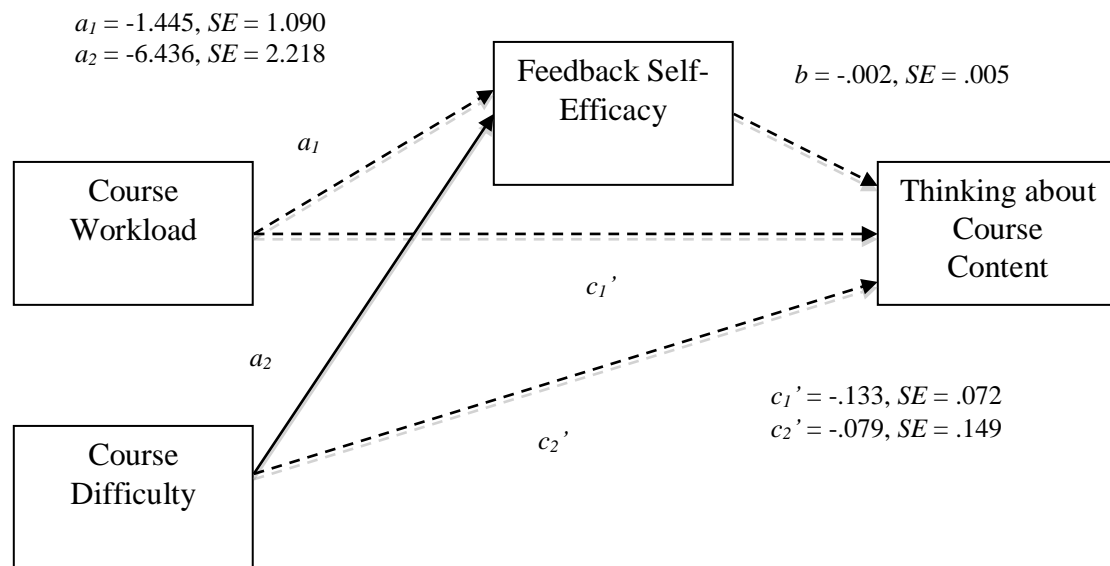 a₁ = -1.445, SE = 1.090
a₂ = -6.436, SE = 2.218
Feedback Self-
Efficacy
b = -.002, SE = .005
a₁
Course
Workload
Thinking about
Course
Content
c₁’
a₂
c₁’ = -.133, SE = .072
c₂’ = -.079, SE = .149
c₂’
Course
Difficulty